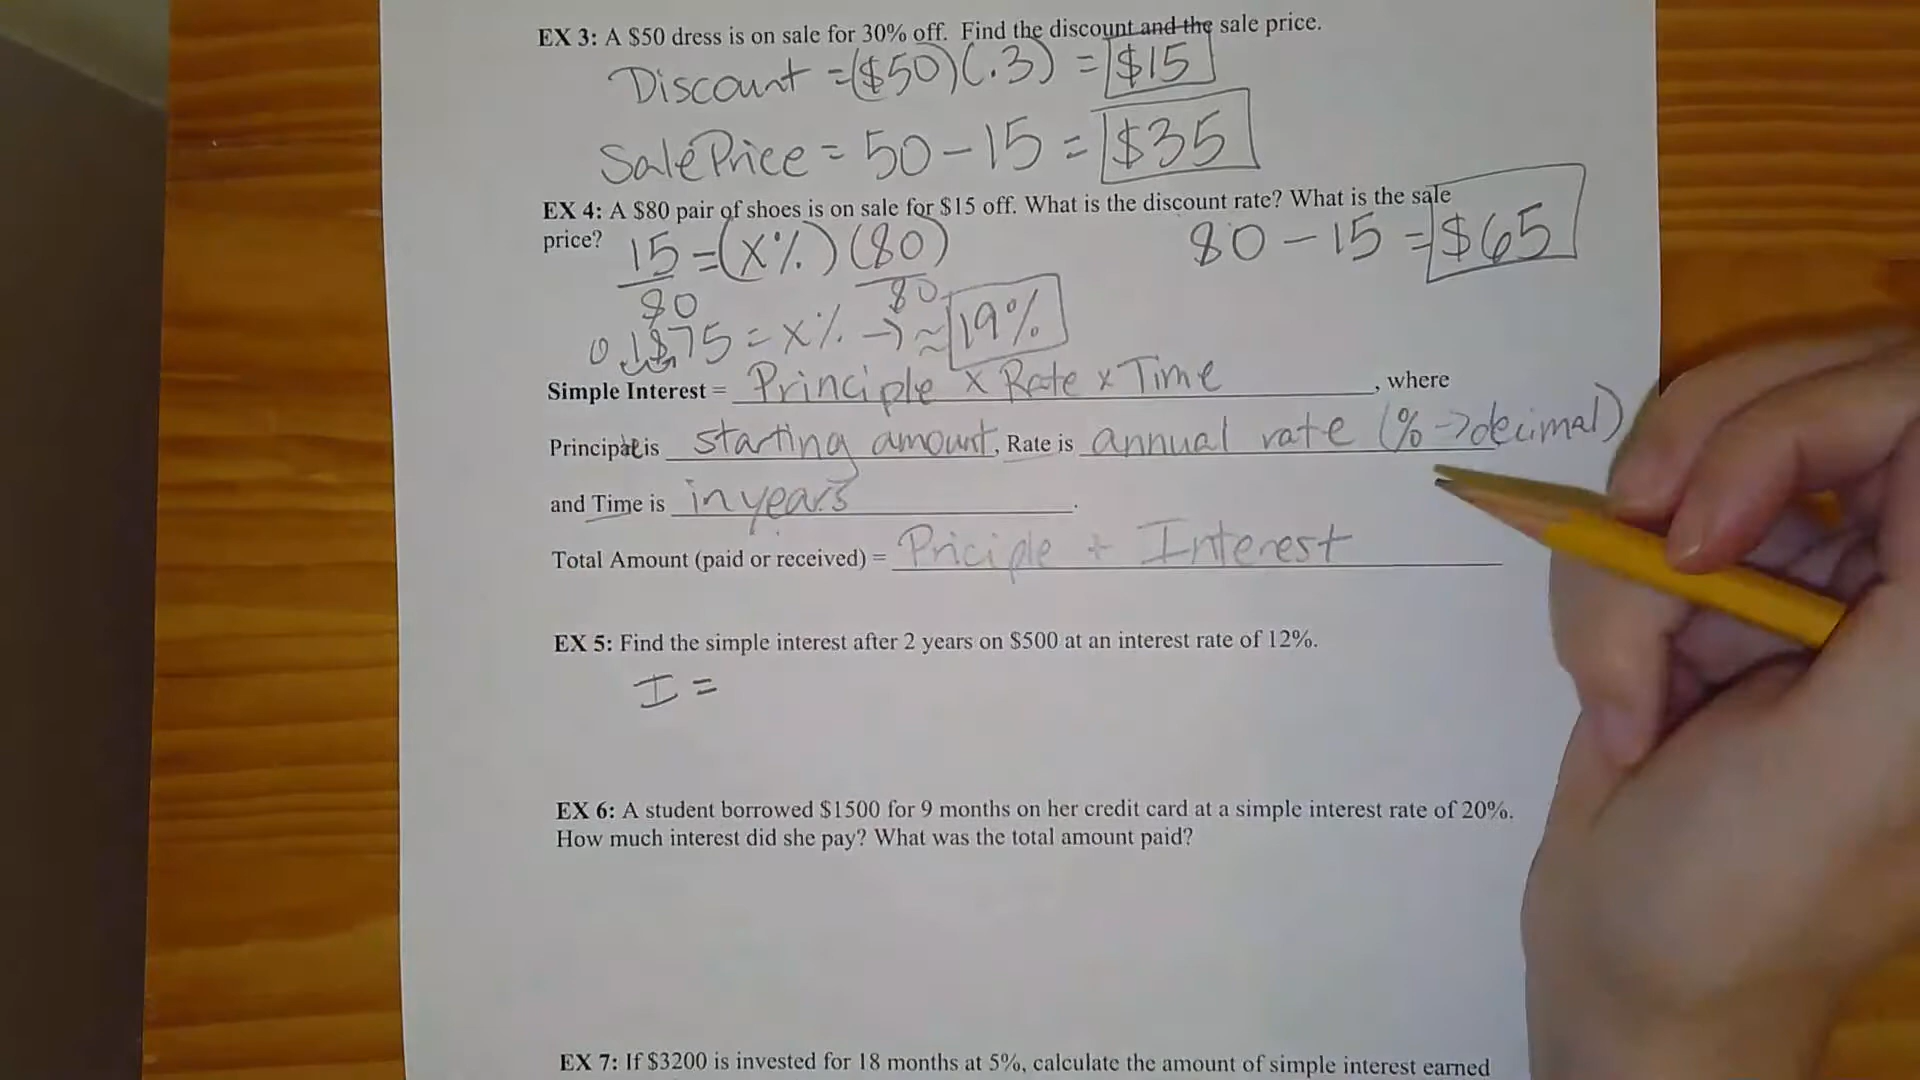 EX 3: A $50 dress is on sale for 30% off. Find the discount and the sale price.
Discount = ($50)(.3) = $15
Sale Price = 50 - 15 = $35
EX 4: A $80 pair of shoes is on sale for $15 off. What is the discount rate? What is the sale
price? 15 = (x%)(80) 80 - 15 = $65
80 80
0.1875 = x% → ≈ 19%
Simple Interest = Principle x Rate x Time, where
Principle is starting amount, Rate is annual rate (% → decimal)
and Time is in years.
Total Amount (paid or received) = Priciple + Interest
EX 5: Find the simple interest after 2 years on $500 at an interest rate of 12%.
I =
EX 6: A student borrowed $1500 for 9 months on her credit card at a simple interest rate of 20%.
How much interest did she pay? What was the total amount paid?
EX 7: If $3200 is invested for 18 months at 5%, calculate the amount of simple interest earned